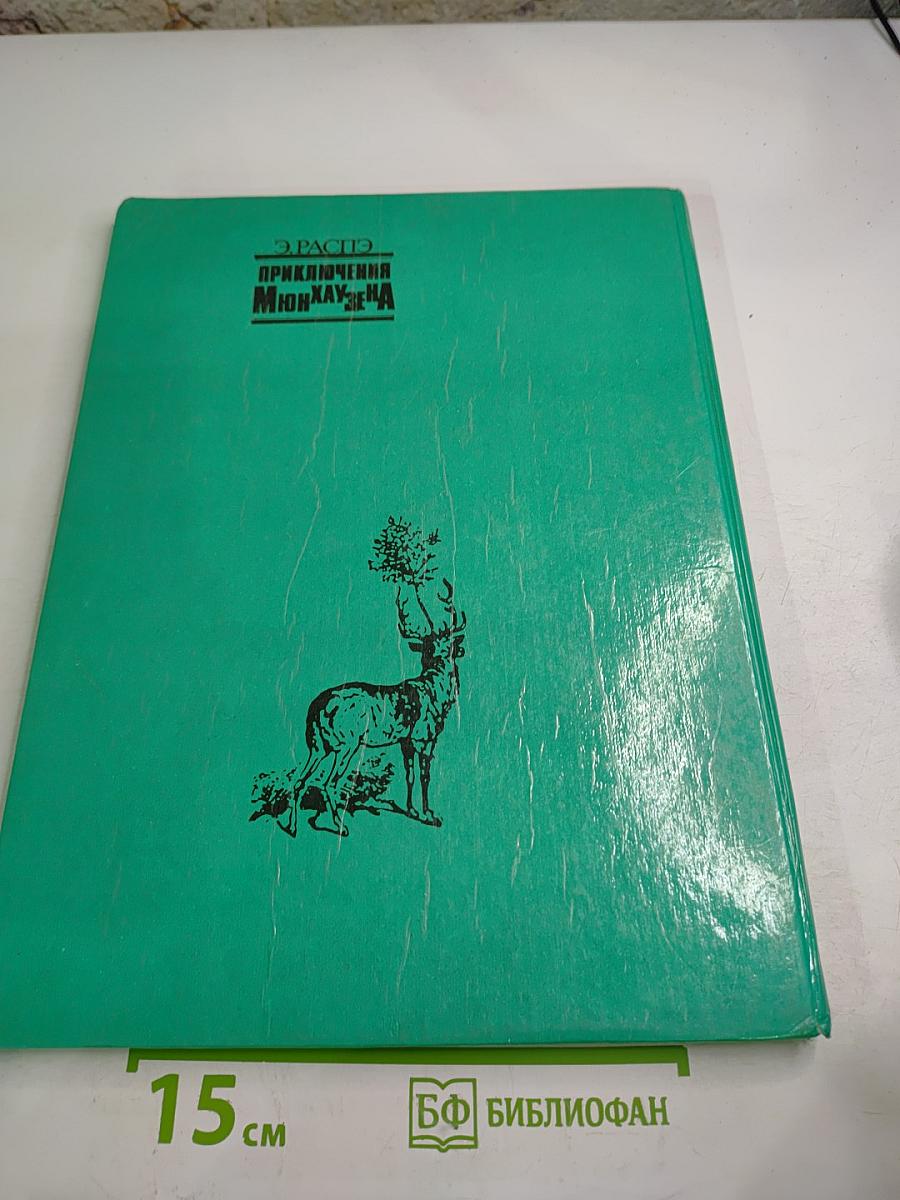 Э. РАСПЭ
ПРИКЛЮЧЕНИЯ
МЮНХАУЗЕНА
15 см
БФ БИБЛИОФАН